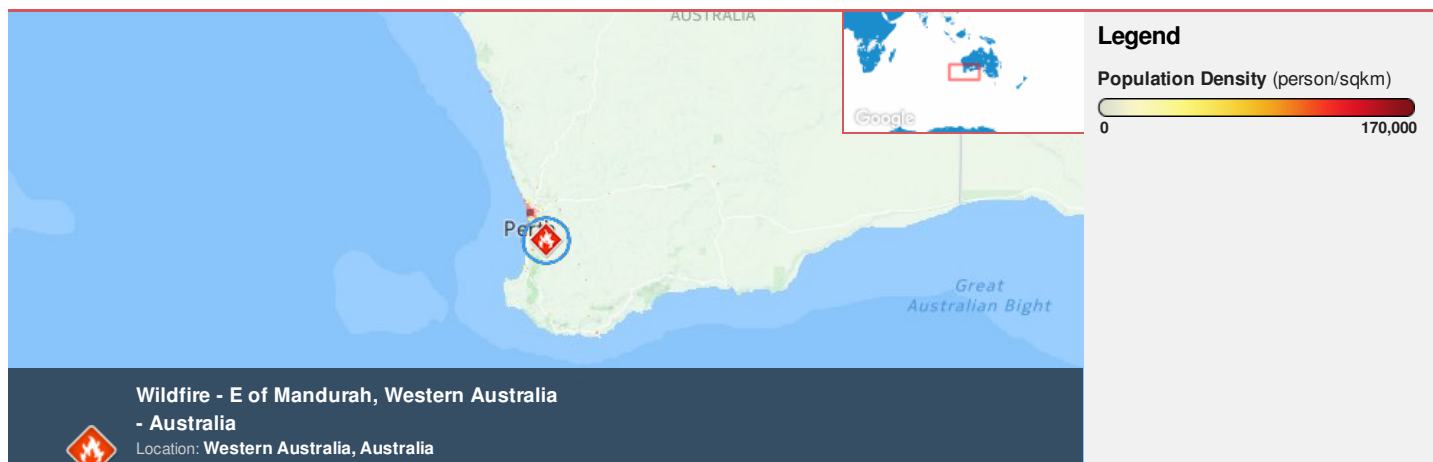 AUSTRALIA
Google
Perth
Great
Australian Bight
Legend
Population Density (person/sqkm)
0 170,000
Wildfire - E of Mandurah, Western Australia
- Australia
Location: Western Australia, Australia